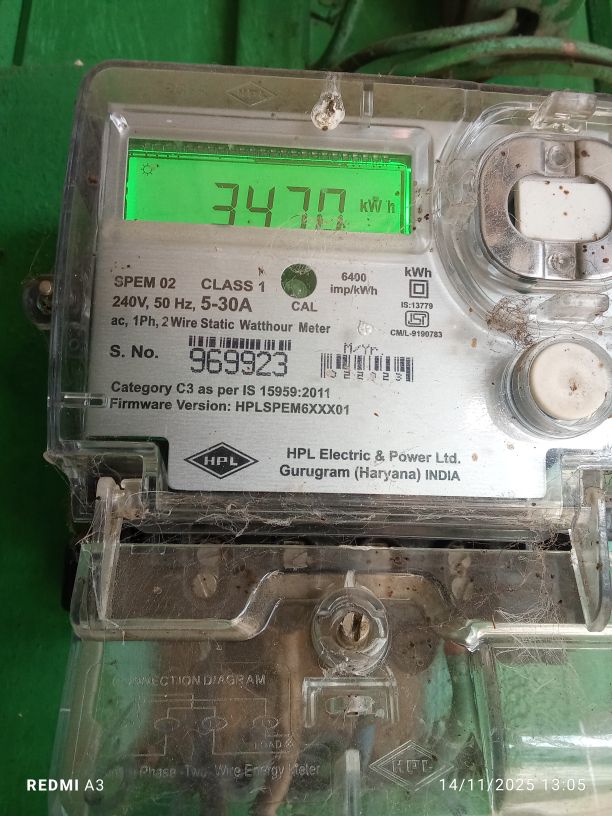 3470 kWh
SPEM 02 CLASS 1 6400 imp/kWh kWh
240V, 50 Hz, 5-30A CAL IS:13779
ac, 1Ph, 2 Wire Static Watthour Meter CM/L-9190783
S. No. 969923 M/Yr.
Category C3 as per IS 15959:2011
Firmware Version: HPLSPEM6XXX01
HPL HPL Electric & Power Ltd.
Gurugram (Haryana) INDIA
DIAGRAM
LOAD
Phase -Two Wire Energy Meter HPL
REDMI A3 14/11/2025 13:05